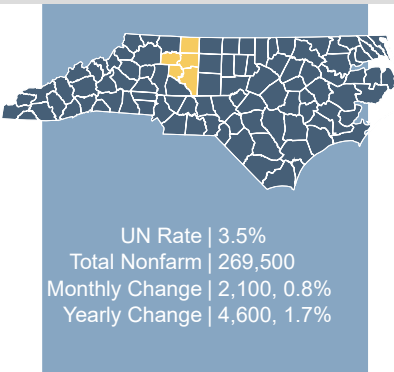 UN Rate | 3.5%
Total Nonfarm | 269,500
Monthly Change | 2,100, 0.8%
Yearly Change | 4,600, 1.7%